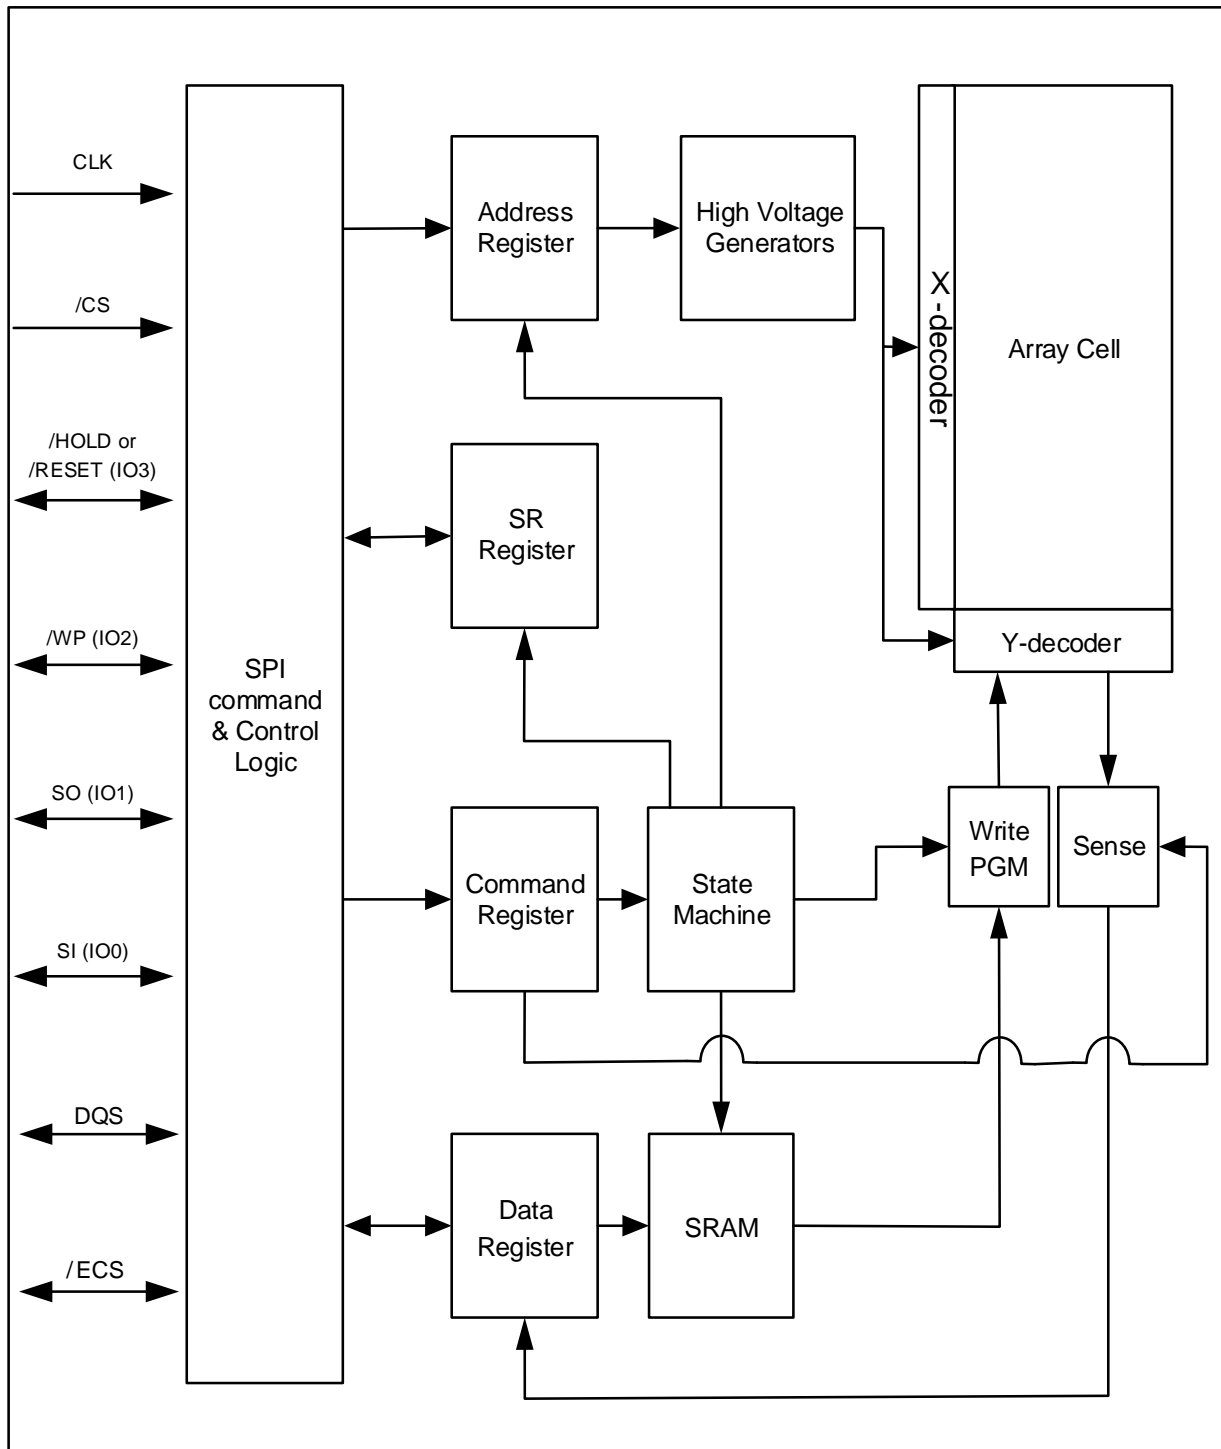 CLK
/CS
/HOLD or
/RESET (IO3)
/WP (IO2)
SO (IO1)
SI (IO0)
DQS
/ECS
SPI
command
& Control
Logic
Address
Register
High Voltage
Generators
X-decoder
Array Cell
Y-decoder
SR
Register
Command
Register
State
Machine
Write
PGM
Sense
Data
Register
SRAM